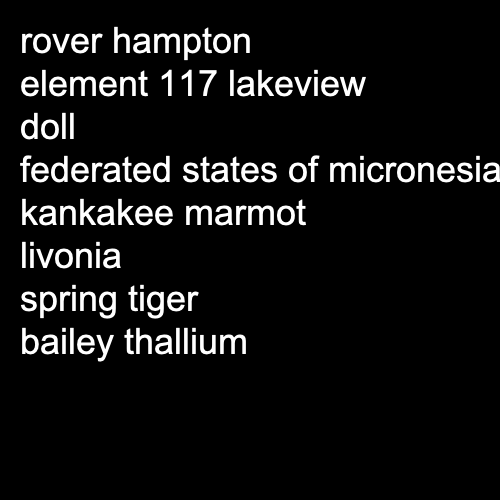 rover hampton
element 117 lakeview
doll
federated states of micronesia
kankakee marmot
livonia
spring tiger
bailey thallium